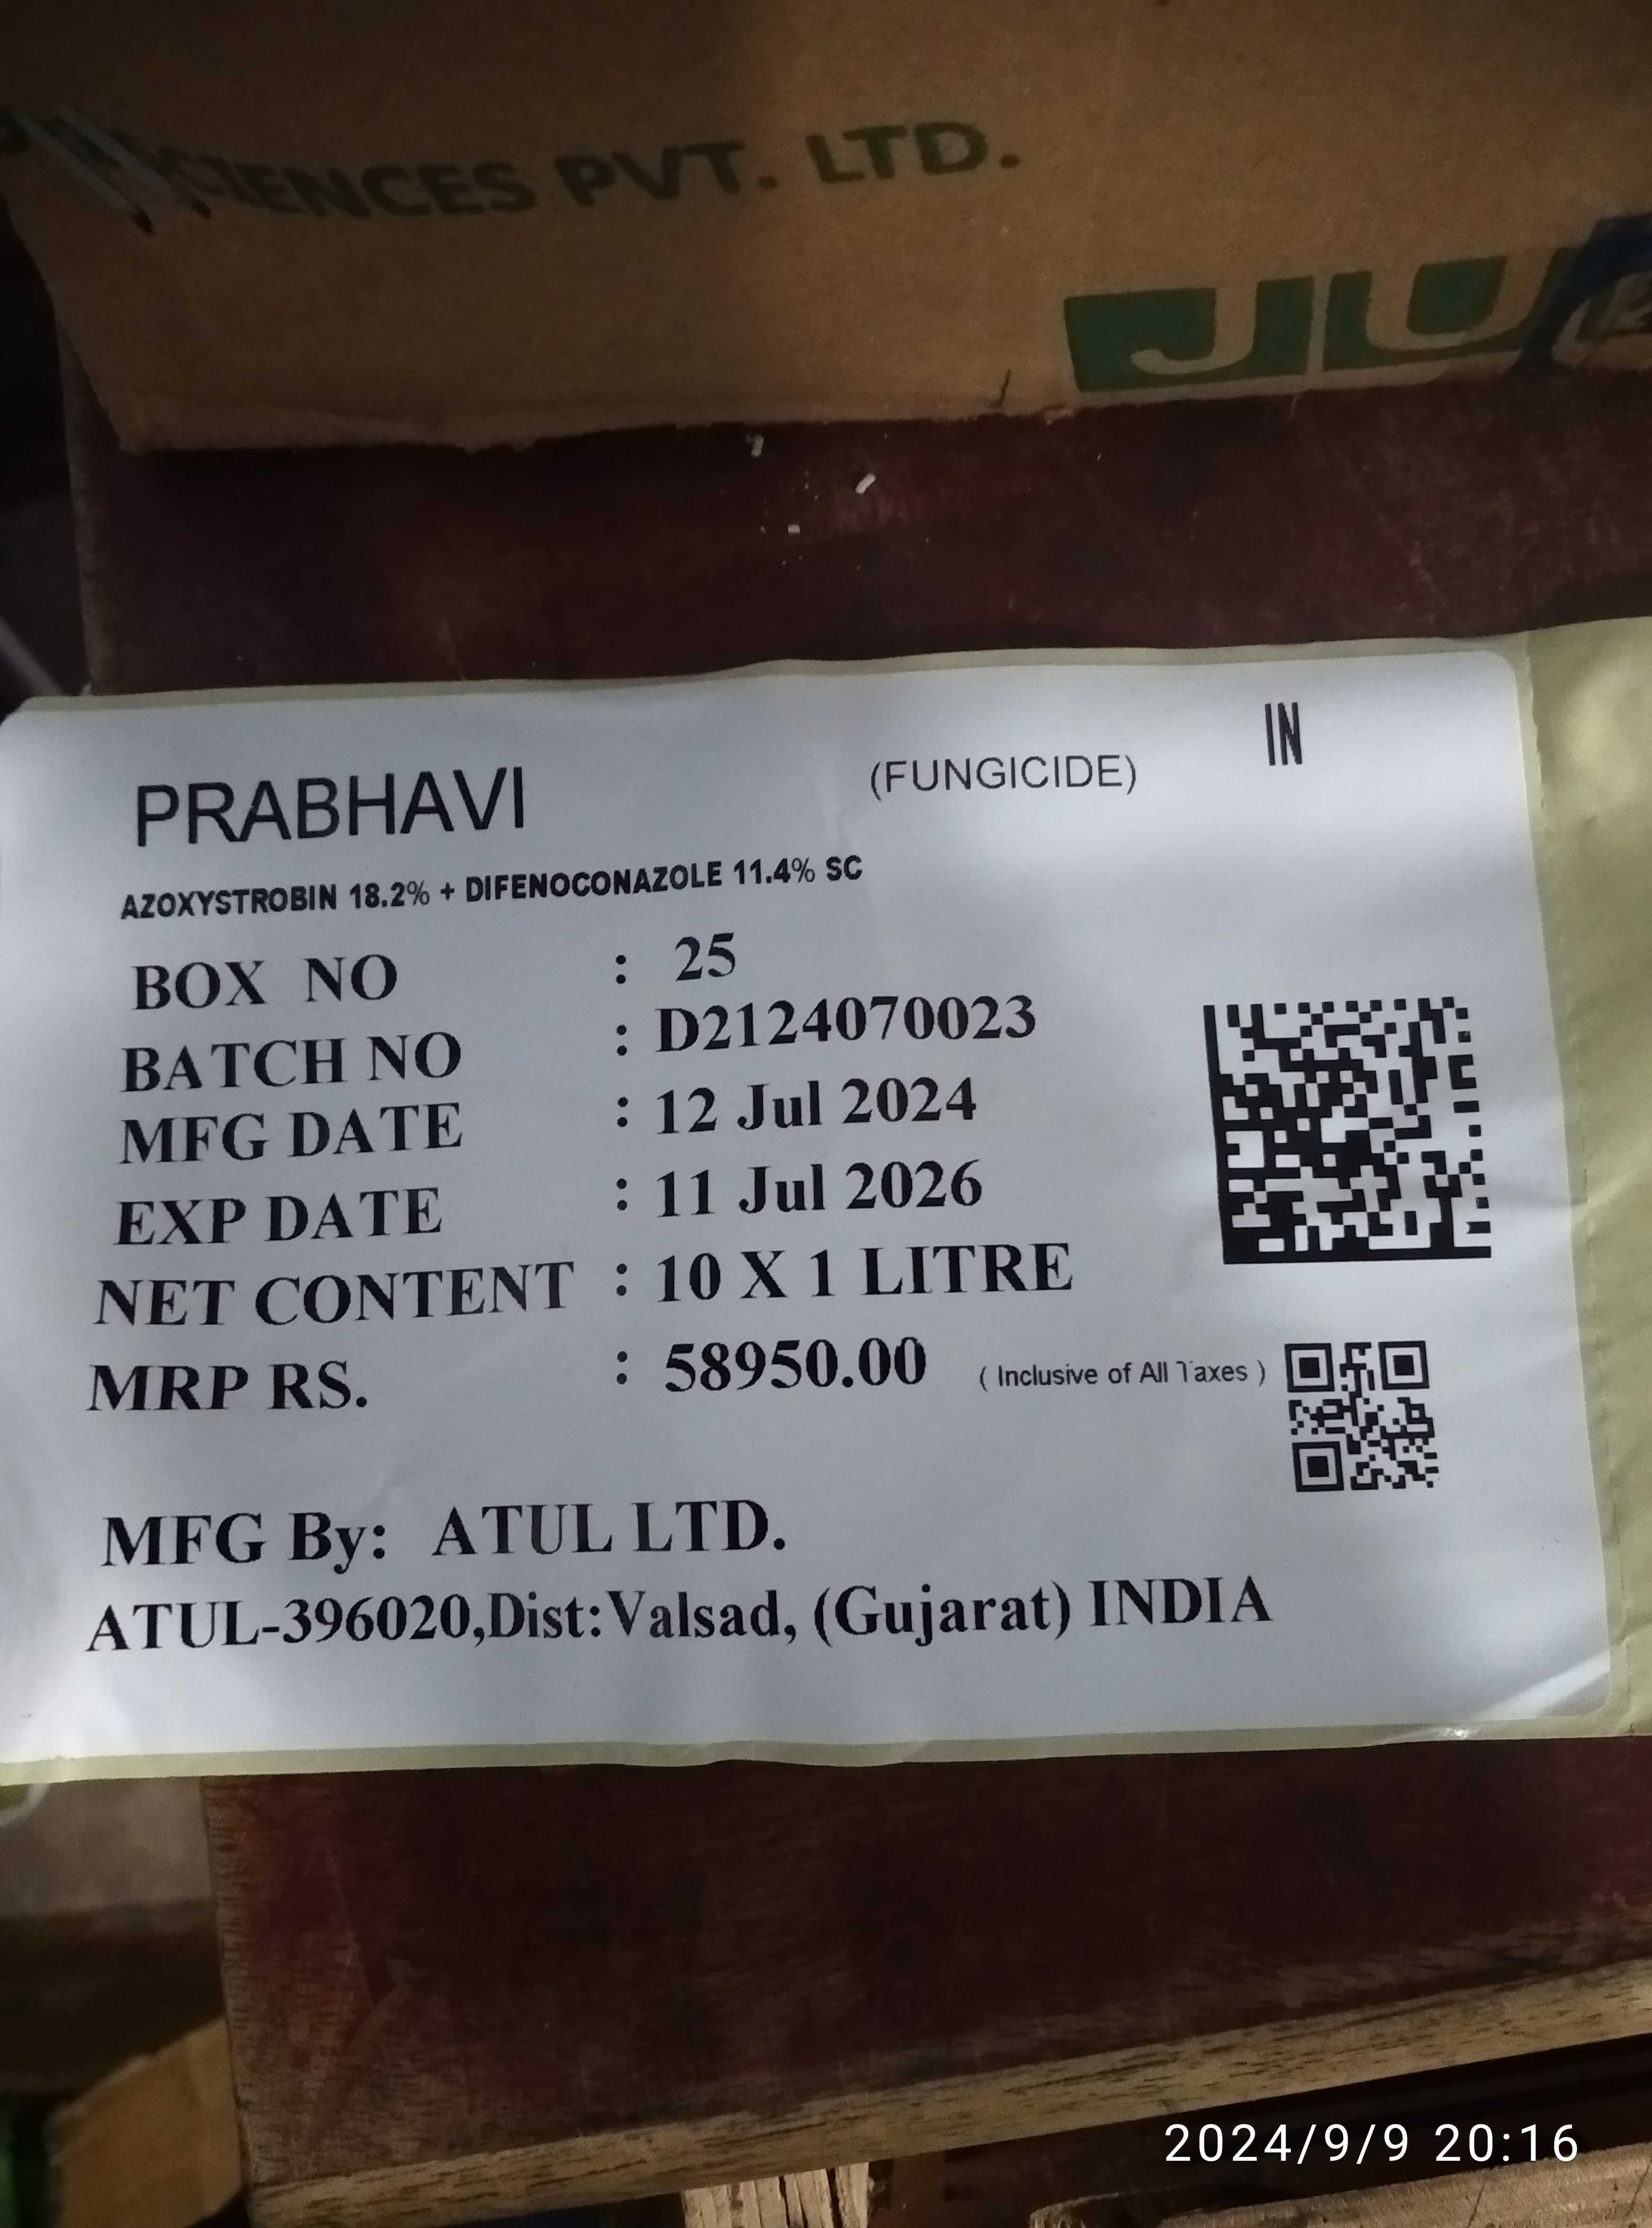 SCIENCES PVT. LTD.
JU
PRABHAVI (FUNGICIDE) IN
AZOXYSTROBIN 18.2% + DIFENOCONAZOLE 11.4% SC
BOX NO : 25
BATCH NO : D2124070023
MFG DATE : 12 Jul 2024
EXP DATE : 11 Jul 2026
NET CONTENT : 10 X 1 LITRE
MRP RS. : 58950.00 ( Inclusive of All Taxes )
MFG By: ATUL LTD.
ATUL-396020,Dist:Valsad, (Gujarat) INDIA
2024/9/9 20:16